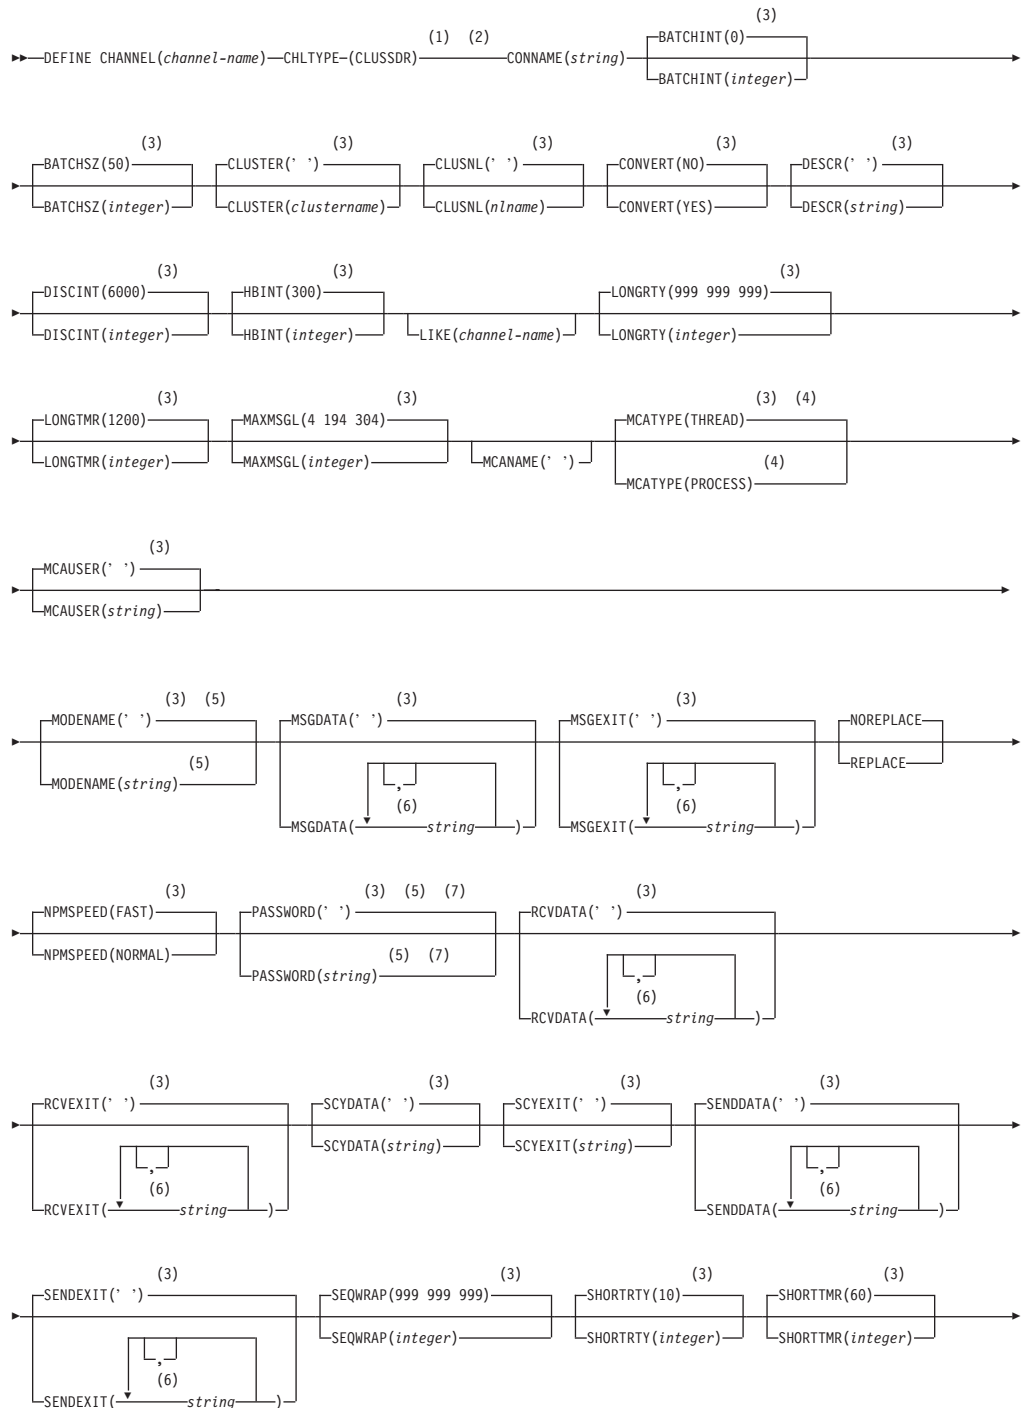 (3)
(1) (2) BATCHINT(0)
DEFINE CHANNEL(channel-name) CHLTYPE (CLUSSDR) CONNAME(string)
BATCHINT(integer)
(3) (3) (3) (3) (3)
BATCHSZ(50) CLUSTER(' ') CLUSNL(' ') CONVERT(NO) DESCR(' ')
BATCHSZ(integer) CLUSTER(clustername) CLUSNL(nlname) CONVERT(YES) DESCR(string)
(3) (3) (3)
DISCINT(6000) HBINT(300) LONGRTY(999 999 999)
DISCINT(integer) HBINT(integer) LIKE(channel-name) LONGRTY(integer)
(3) (3) (3) (4)
LONGTMR(1200) MAXMSGL(4 194 304) MCATYPE(THREAD)
LONGTMR(integer) MAXMSGL(integer) MCANAME(' ') (4)
MCATYPE(PROCESS)
(3)
MCAUSER(' ')
MCAUSER(string)
(3) (5) (3) (3)
MODENAME(' ') MSGDATA(' ') MSGEXIT(' ') NOREPLACE
(5) REPLACE
MODENAME(string) , ,
(6) (6)
MSGDATA( string ) MSGEXIT( string )
(3) (3) (5) (7) (3)
NPMSPEED(FAST) PASSWORD(' ') RCVDATA(' ')
NPMSPEED(NORMAL) (5) (7)
PASSWORD(string) ,
(6)
RCVDATA( string )
(3) (3) (3) (3)
RCVEXIT(' ') SCYDATA(' ') SCYEXIT(' ') SENDDATA(' ')
SCYDATA(string) SCYEXIT(string)
, ,
(6) (6)
RCVEXIT( string ) SENDDATA( string )
(3) (3) (3) (3)
SENDEXIT(' ') SEQWRAP(999 999 999) SHORTRTY(10) SHORTTMR(60)
SEQWRAP(integer) SHORTRTY(integer) SHORTTMR(integer)
,
(6)
SENDEXIT( string )